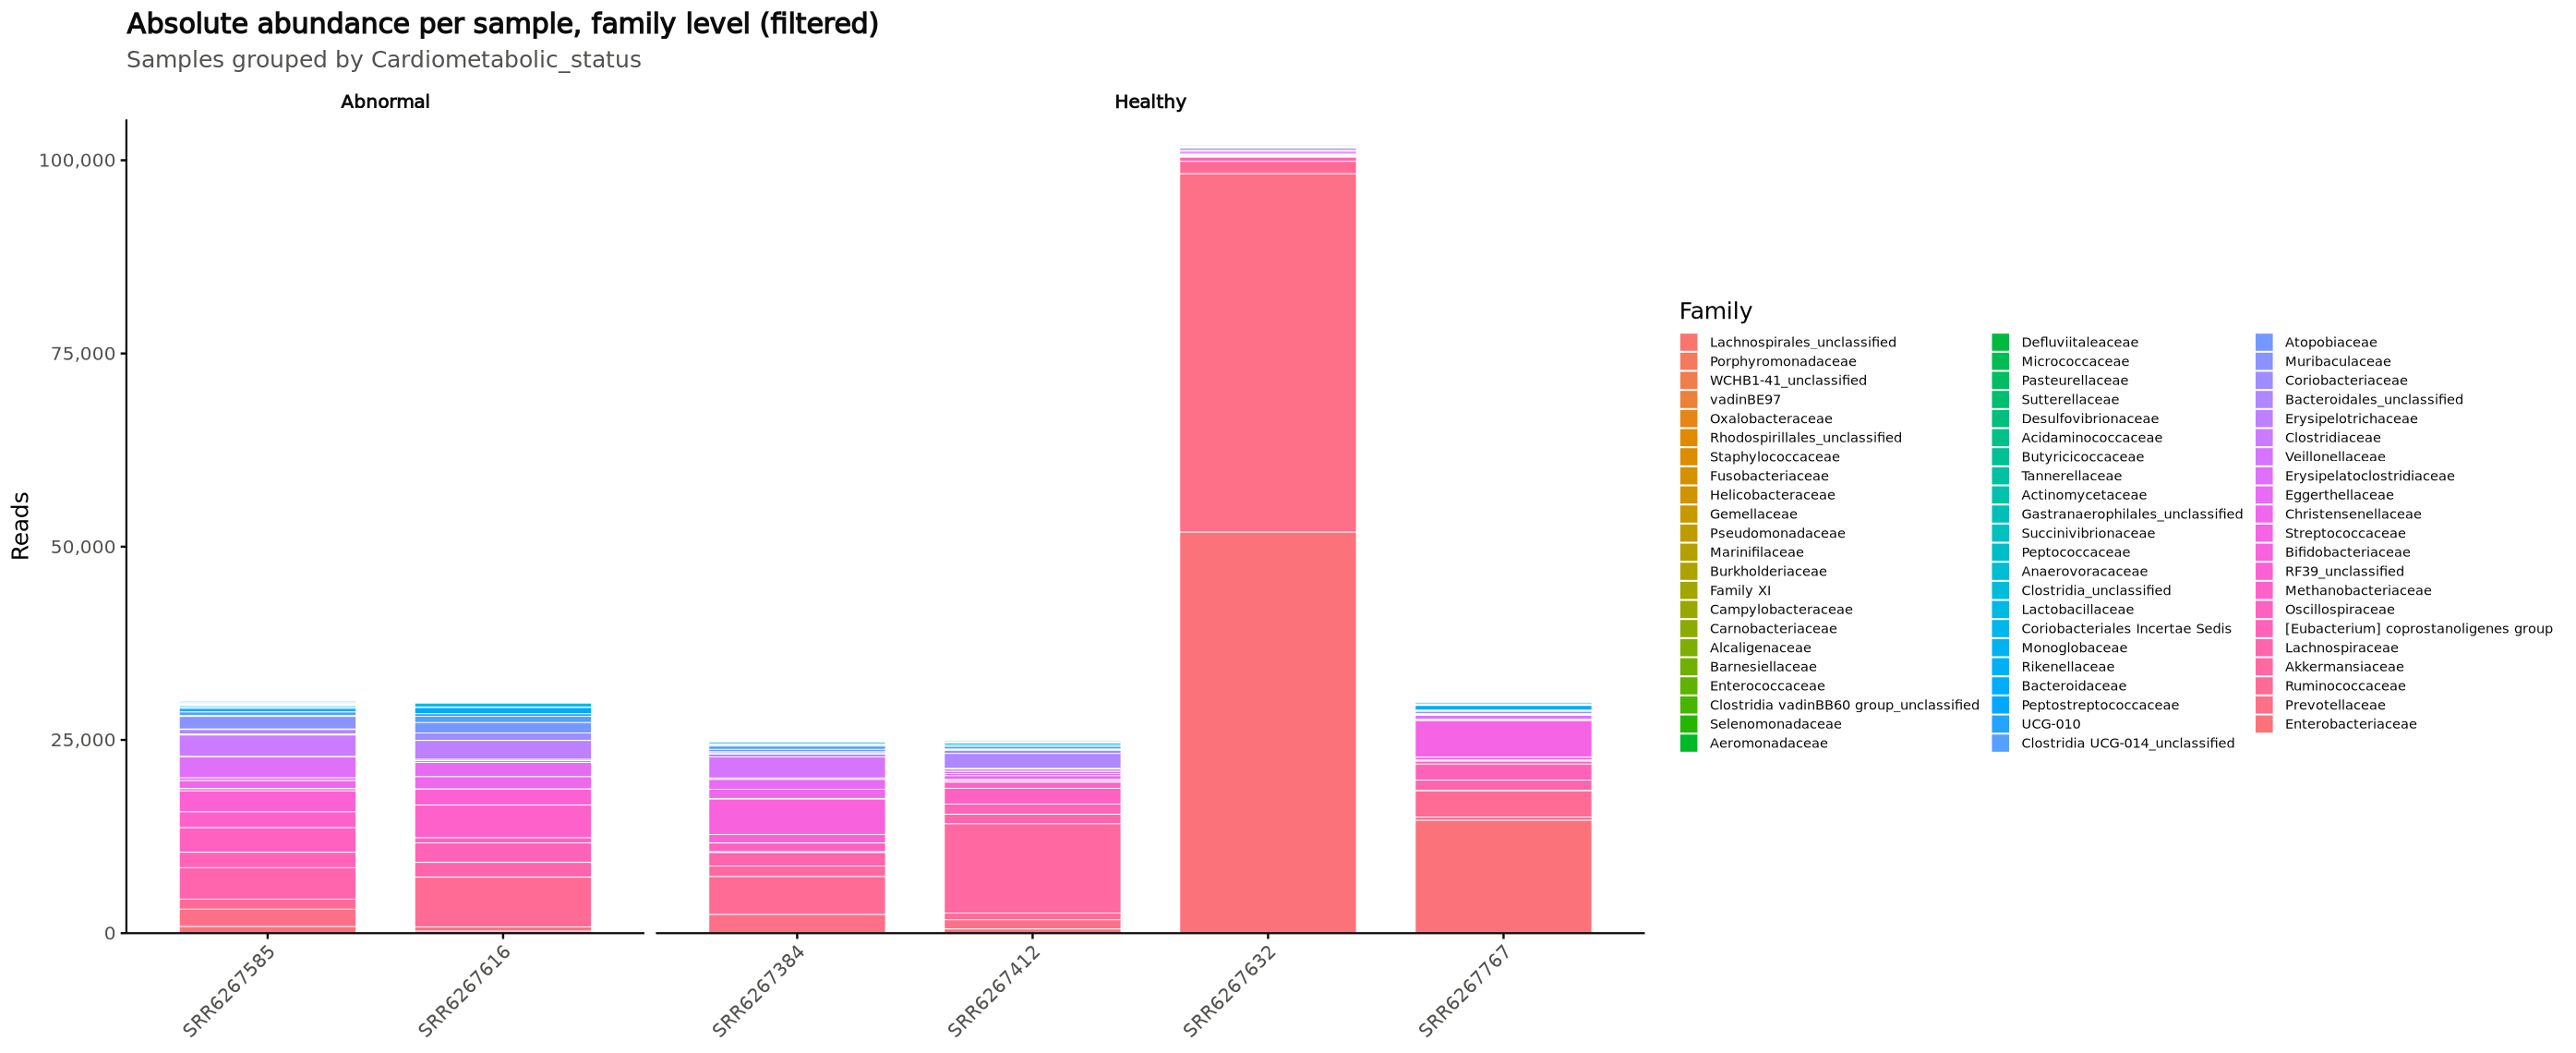 Absolute abundance per sample, family level (filtered)
Samples grouped by Cardiometabolic_status
Abnormal
Healthy
Reads
100,000
75,000
50,000
25,000
0
SRR6267585
SRR6267616
SRR6267384
SRR6267412
SRR6267632
SRR6267767
Family
Lachnospirales_unclassified
Porphyromonadaceae
WCHB1-41_unclassified
vadinBE97
Oxalobacteraceae
Rhodospirillales_unclassified
Staphylococcaceae
Fusobacteriaceae
Helicobacteraceae
Gemellaceae
Pseudomonadaceae
Marinifilaceae
Burkholderiaceae
Family XI
Campylobacteraceae
Carnobacteriaceae
Alcaligenaceae
Barnesiellaceae
Enterococcaceae
Clostridia vadinBB60 group_unclassified
Selenomonadaceae
Aeromonadaceae
Defluviitaleaceae
Micrococcaceae
Pasteurellaceae
Sutterellaceae
Desulfovibrionaceae
Acidaminococcaceae
Butyricicoccaceae
Tannerellaceae
Actinomycetaceae
Gastranaerophilales_unclassified
Succinivibrionaceae
Peptococcaceae
Anaerovoracaceae
Clostridia_unclassified
Lactobacillaceae
Coriobacteriales Incertae Sedis
Monoglobaceae
Rikenellaceae
Bacteroidaceae
Peptostreptococcaceae
UCG-010
Clostridia UCG-014_unclassified
Atopobiaceae
Muribaculaceae
Coriobacteriaceae
Bacteroidales_unclassified
Erysipelotrichaceae
Clostridiaceae
Veillonellaceae
Erysipelatoclostridiaceae
Eggerthellaceae
Christensenellaceae
Streptococcaceae
Bifidobacteriaceae
RF39_unclassified
Methanobacteriaceae
Oscillospiraceae
[Eubacterium] coprostanoligenes group
Lachnospiraceae
Akkermansiaceae
Ruminococcaceae
Prevotellaceae
Enterobacteriaceae